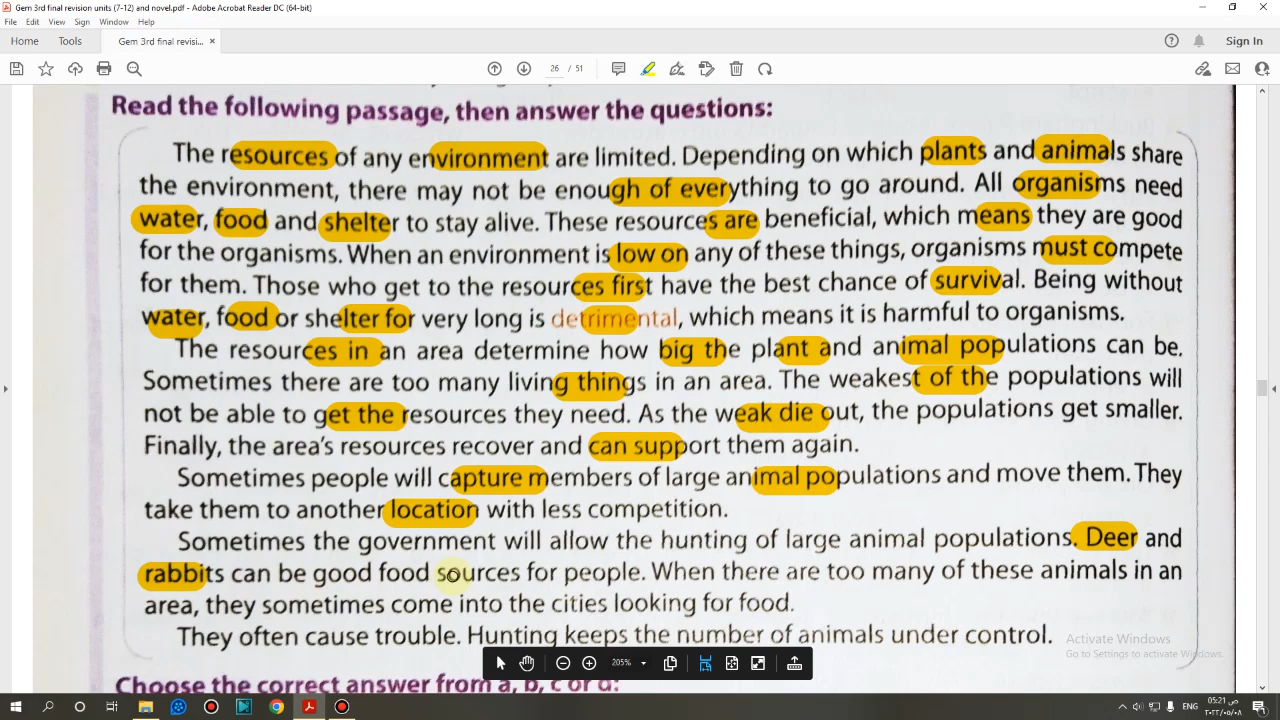 Gem 3rd final revision units (7-12) and novel.pdf - Adobe Acrobat Reader DC (64-bit)
File Edit View Sign Window Help
Home Tools Gem 3rd final revisi... × Sign In
26 / 51
Read the following passage, then answer the questions:
The resources of any environment are limited. Depending on which plants and animals share
the environment, there may not be enough of everything to go around. All organisms need
water, food and shelter to stay alive. These resources are beneficial, which means they are good
for the organisms. When an environment is low on any of these things, organisms must compete
for them. Those who get to the resources first have the best chance of survival. Being without
water, food or shelter for very long is detrimental, which means it is harmful to organisms.
The resources in an area determine how big the plant and animal populations can be.
Sometimes there are too many living things in an area. The weakest of the populations will
not be able to get the resources they need. As the weak die out, the populations get smaller.
Finally, the area's resources recover and can support them again.
Sometimes people will capture members of large animal populations and move them. They
take them to another location with less competition.
Sometimes the government will allow the hunting of large animal populations. Deer and
rabbits can be good food sources for people. When there are too many of these animals in an
area, they sometimes come into the cities looking for food.
They often cause trouble. Hunting keeps the number of animals under control.
Activate Windows
Go to Settings to activate Windows.
205%
Choose the correct answer from a, b, c or d:
ENG
05:21 ص
٢٠٢٢/٠٥/٠٨